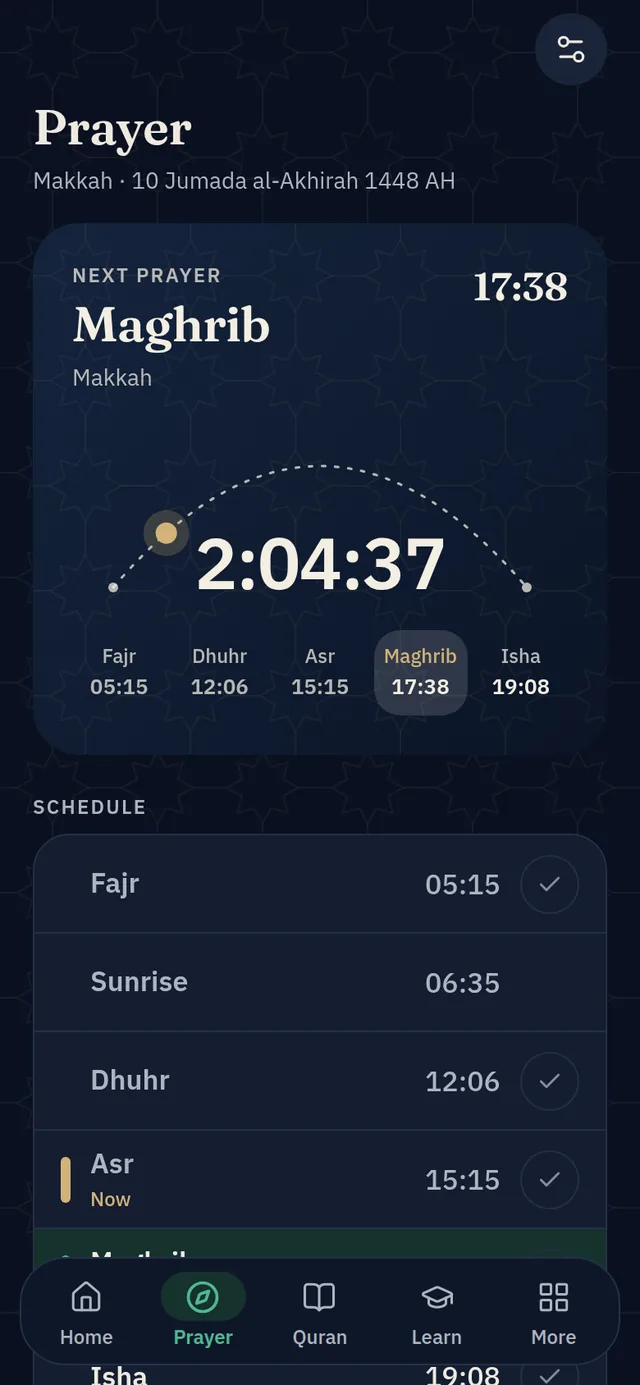 Prayer
Makkah · 10 Jumada al-Akhirah 1448 AH
NEXT PRAYER
17:38
Maghrib
Makkah
2:04:37
Fajr Dhuhr Asr Maghrib Isha
05:15 12:06 15:15 17:38 19:08
SCHEDULE
Fajr 05:15
Sunrise 06:35
Dhuhr 12:06
Asr 15:15
Now
Maghrib
Home Prayer Quran Learn More
Isha 19:08